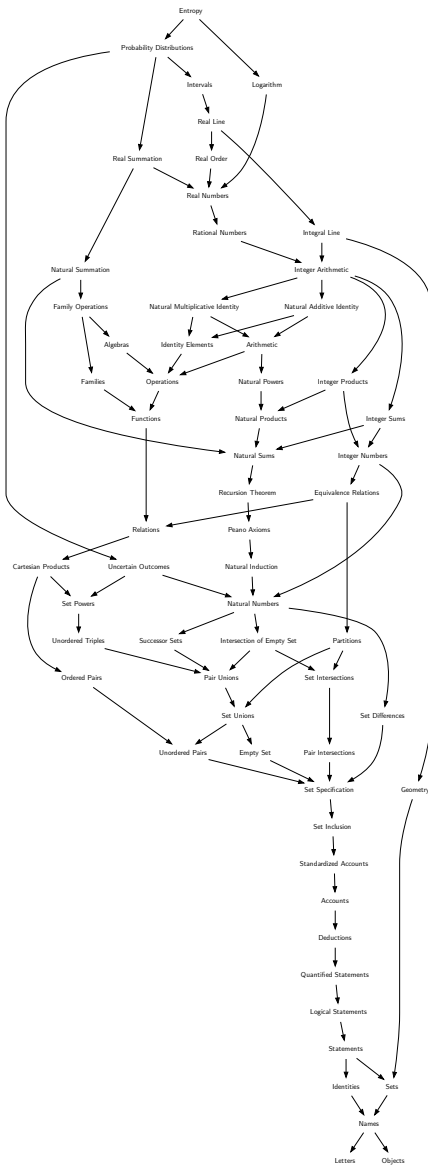 Entropy
Probability Distributions
Intervals
Logarithm
Real Line
Real Summation
Real Order
Real Numbers
Rational Numbers
Integral Line
Natural Summation
Integer Arithmetic
Family Operations
Natural Multiplicative Identity
Natural Additive Identity
Algebras
Identity Elements
Arithmetic
Families
Operations
Natural Powers
Integer Products
Functions
Natural Products
Integer Sums
Natural Sums
Integer Numbers
Recursion Theorem
Equivalence Relations
Relations
Peano Axioms
Cartesian Products
Uncertain Outcomes
Natural Induction
Set Powers
Natural Numbers
Unordered Triples
Successor Sets
Intersection of Empty Set
Partitions
Ordered Pairs
Pair Unions
Set Intersections
Set Unions
Set Differences
Unordered Pairs
Empty Set
Pair Intersections
Set Specification
Geometry
Set Inclusion
Standardized Accounts
Accounts
Deductions
Quantified Statements
Logical Statements
Statements
Identities
Sets
Names
Letters
Objects